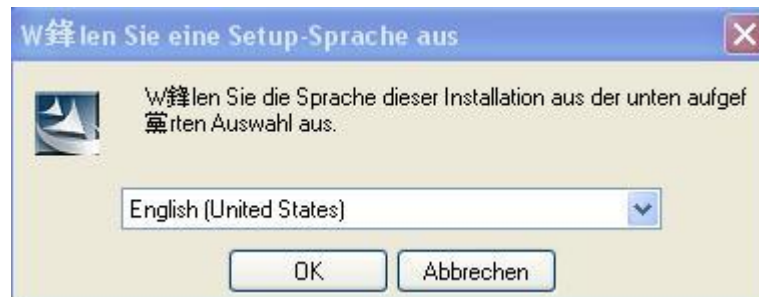 W鋒len Sie eine Setup-Sprache aus
W鋒len Sie die Sprache dieser Installation aus der unten aufgef
黨rten Auswahl aus.
English (United States)
OK
Abbrechen